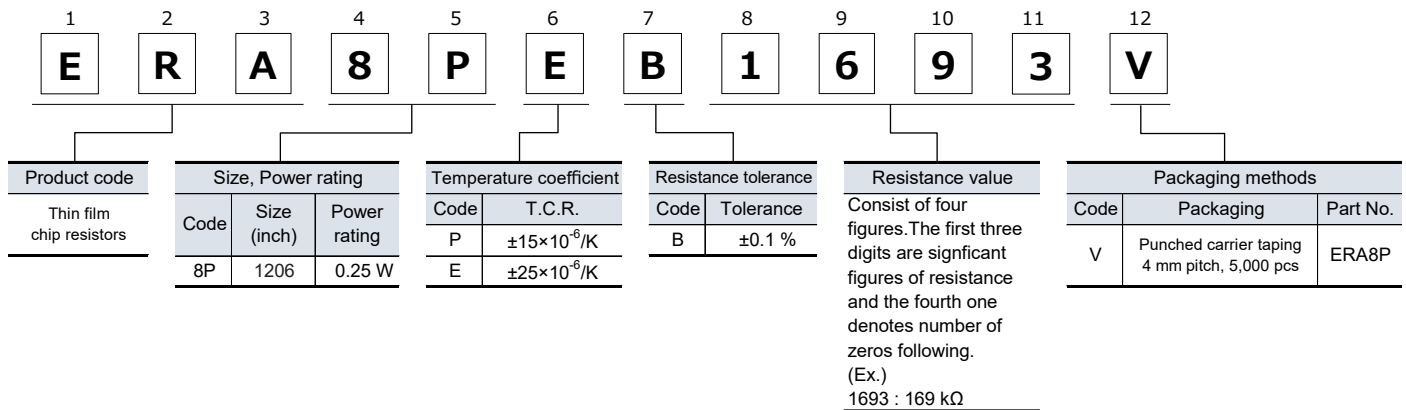 1 2 3 4 5 6 7 8 9 10 11 12
E R A 8 P E B 1 6 9 3 V
Product code
Thin film
chip resistors
Size, Power rating
Code Size (inch) Power rating
8P 1206 0.25 W
Temperature coefficient
Code T.C.R.
P ±15×10⁻⁶/K
E ±25×10⁻⁶/K
Resistance tolerance
Code Tolerance
B ±0.1 %
Resistance value
Consist of four
figures.The first three
digits are signficant
figures of resistance
and the fourth one
denotes number of
zeros following.
(Ex.)
1693 : 169 kΩ
Packaging methods
Code Packaging Part No.
V Punched carrier taping 4 mm pitch, 5,000 pcs ERA8P